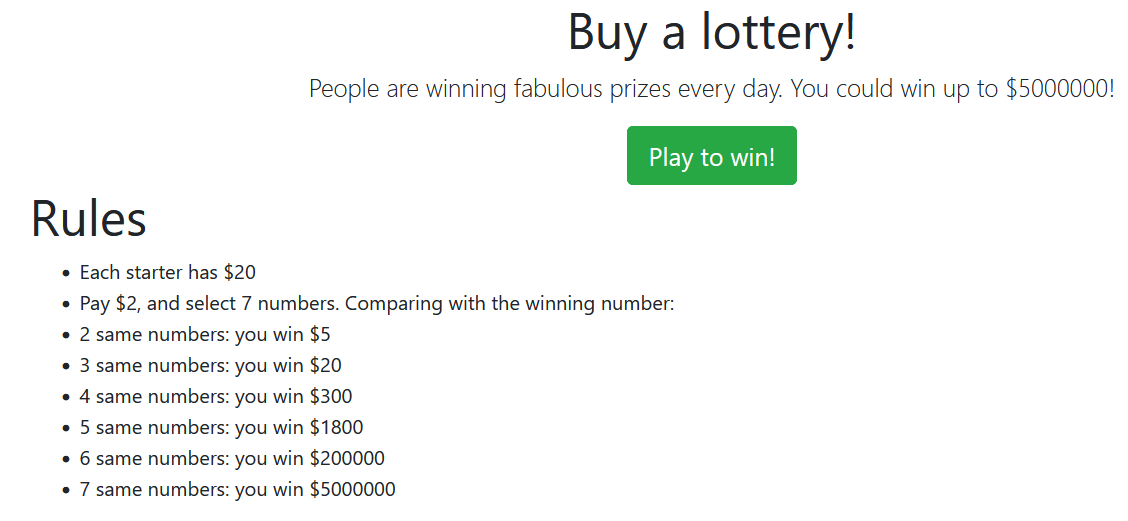 Buy a lottery!
People are winning fabulous prizes every day. You could win up to $5000000!
Play to win!
Rules
• Each starter has $20
• Pay $2, and select 7 numbers. Comparing with the winning number:
• 2 same numbers: you win $5
• 3 same numbers: you win $20
• 4 same numbers: you win $300
• 5 same numbers: you win $1800
• 6 same numbers: you win $200000
• 7 same numbers: you win $5000000